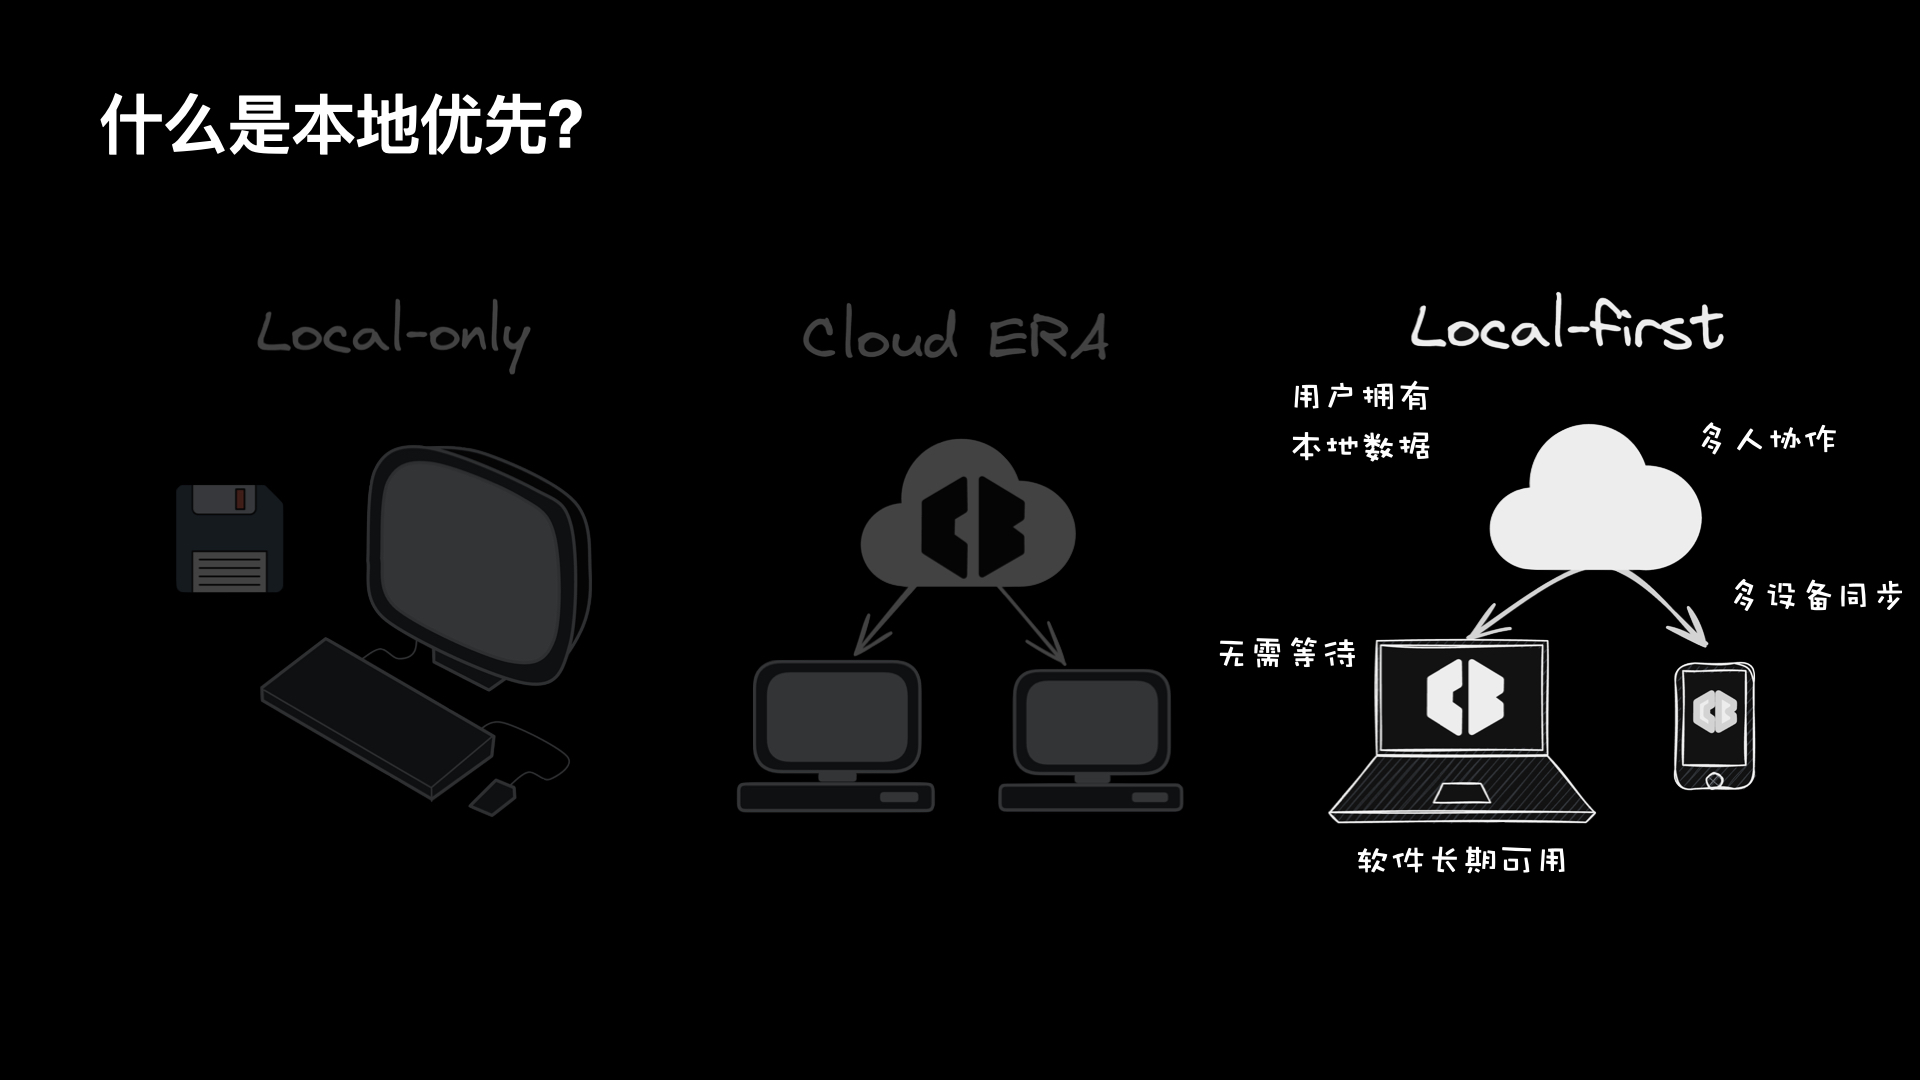 什么是本地优先?
Local-only
Cloud ERA
Local-first
用户拥有
本地数据
多人协作
多设备同步
无需等待
软件长期可用